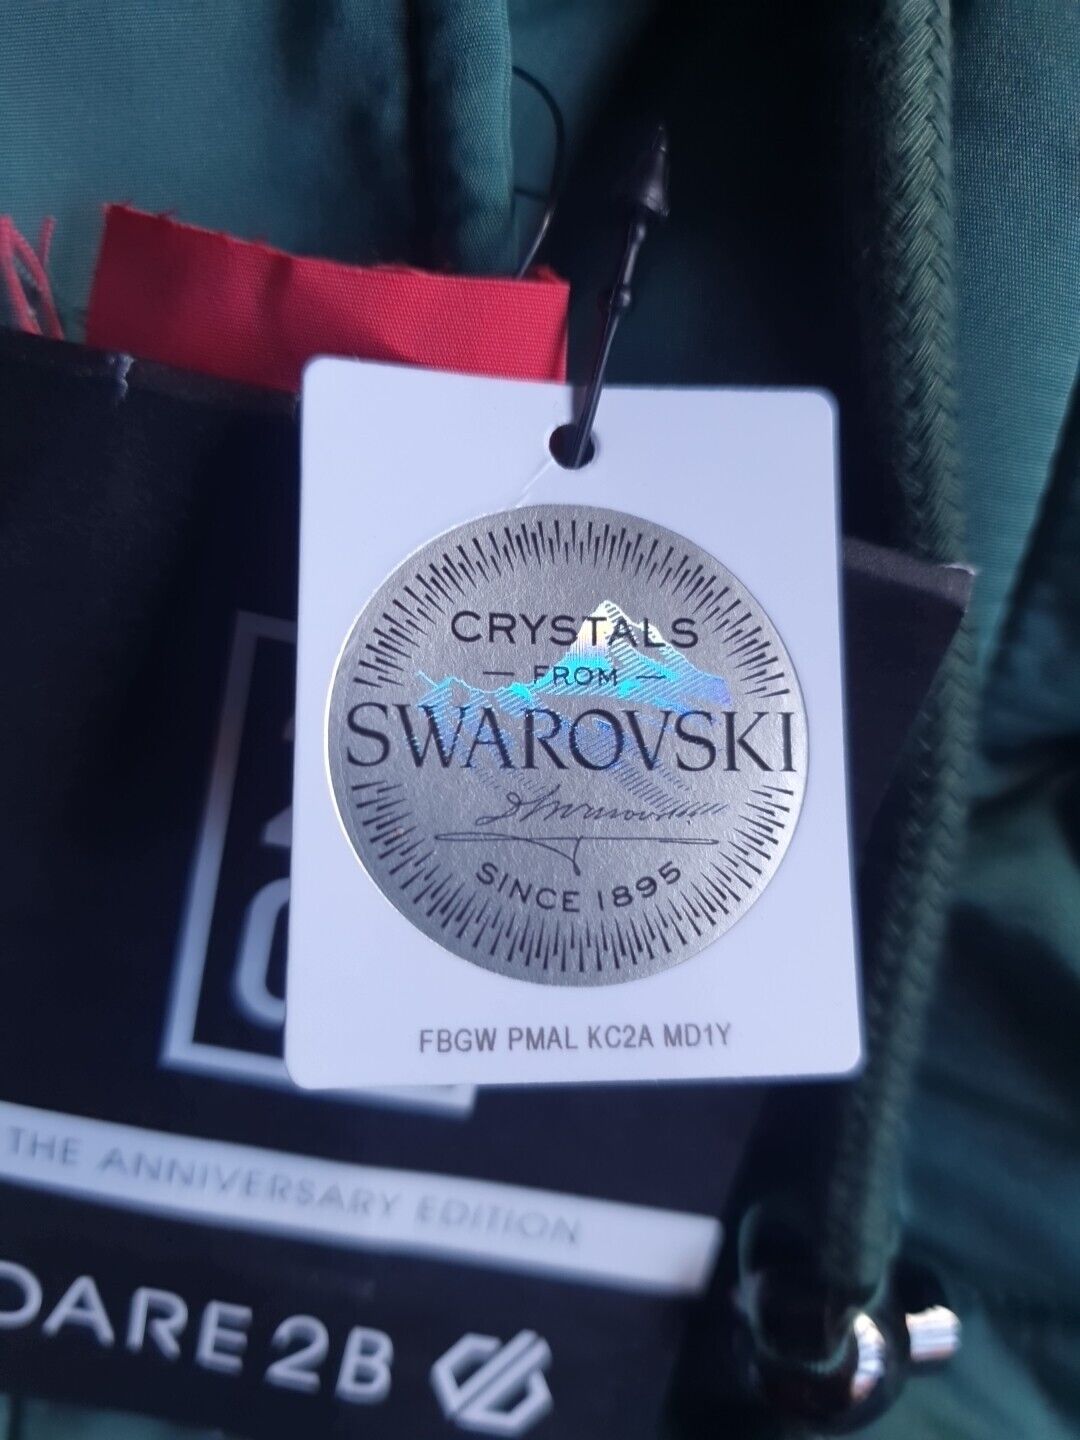 CRYSTALS
— FROM —
SWAROVSKI
SINCE 1895
FBGW PMAL KC2A MD1Y
THE ANNIVERSARY EDITION
DARE2B